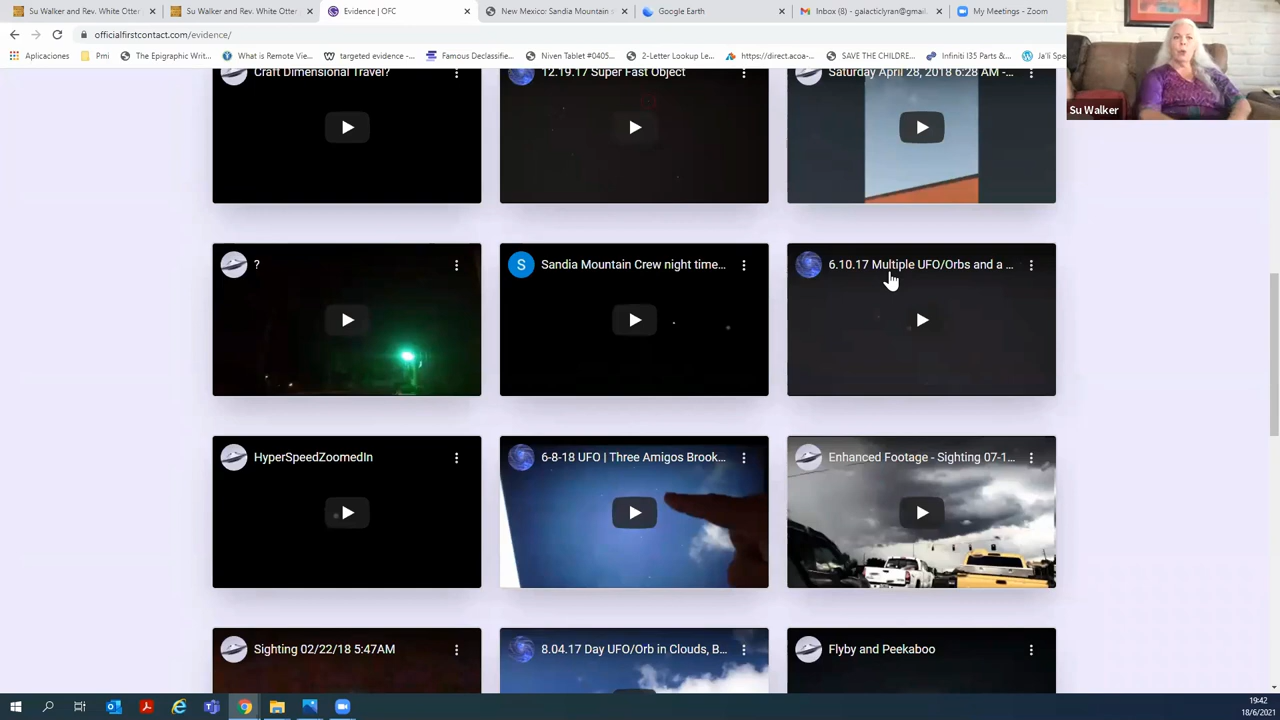 Su Walker and Rev. White Otter
Su Walker and Rev. White Otter
Evidence | OFC
New Mexico: Sandia Mountain s
Google Earth
Inbox (8) - galacticlyran@gmail.c
My Meetings - Zoom
officialfirstcontact.com/evidence/
Aplicaciones
Pmi
The Epigraphic Writ...
What is Remote Vie...
targeted evidence -...
Famous Declassifie...
Niven Tablet #0405...
2-Letter Lookup Le...
https://direct.acoa-...
SAVE THE CHILDRE...
Infiniti I35 Parts &...
Ja'li Spe
Su Walker
Craft Dimensional Travel?
12.19.17 Super Fast Object
Saturday April 28, 2018 6:28 AM -...
?
S
Sandia Mountain Crew night time...
6.10.17 Multiple UFO/Orbs and a ...
HyperSpeedZoomedIn
6-8-18 UFO | Three Amigos Brook...
Enhanced Footage - Sighting 07-1...
Sighting 02/22/18 5:47AM
8.04.17 Day UFO/Orb in Clouds, B...
Flyby and Peekaboo
19:42
18/6/2021